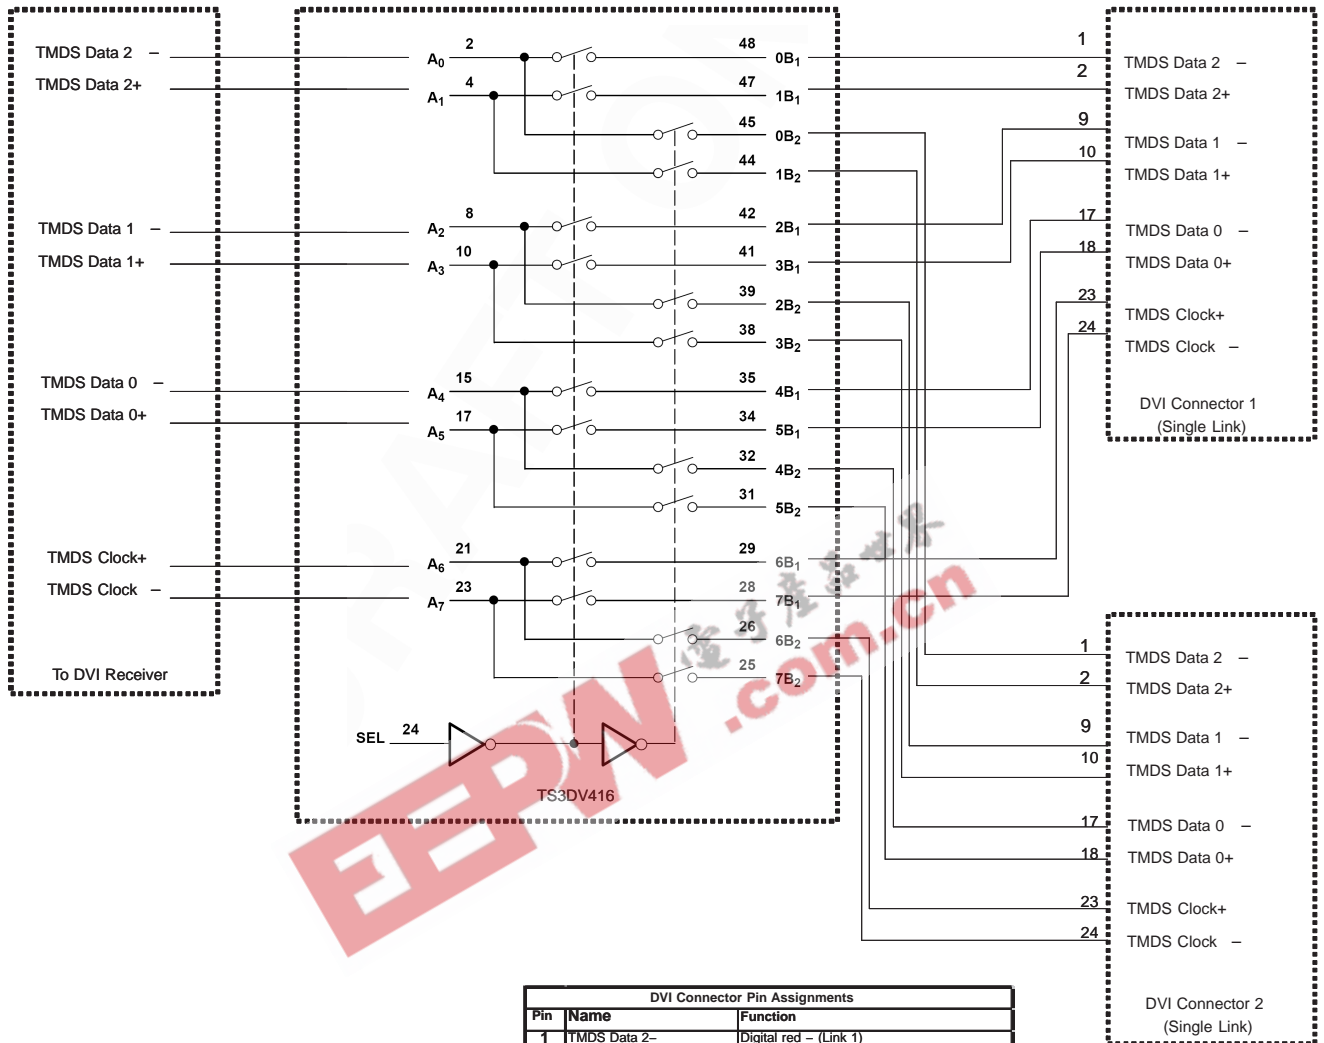 TMDS Data 2 –
TMDS Data 2+
TMDS Data 1 –
TMDS Data 1+
TMDS Data 0 –
TMDS Data 0+
TMDS Clock+
TMDS Clock –
To DVI Receiver
A0 2 48 0B1
A1 4 47 1B1
45 0B2
44 1B2
A2 8 42 2B1
A3 10 41 3B1
39 2B2
38 3B2
A4 15 35 4B1
A5 17 34 5B1
32 4B2
31 5B2
A6 21 29 6B1
A7 23 28 7B1
26 6B2
25 7B2
SEL 24
TS3DV416
1 TMDS Data 2 –
2 TMDS Data 2+
9 TMDS Data 1 –
10 TMDS Data 1+
17 TMDS Data 0 –
18 TMDS Data 0+
23 TMDS Clock+
24 TMDS Clock –
DVI Connector 1
(Single Link)
1 TMDS Data 2 –
2 TMDS Data 2+
9 TMDS Data 1 –
10 TMDS Data 1+
17 TMDS Data 0 –
18 TMDS Data 0+
23 TMDS Clock+
24 TMDS Clock –
DVI Connector 2
(Single Link)
EEPW.com.cn
電子產品世界
DVI Connector Pin Assignments
Pin Name Function
1 TMDS Data 2– Digital red – (Link 1)